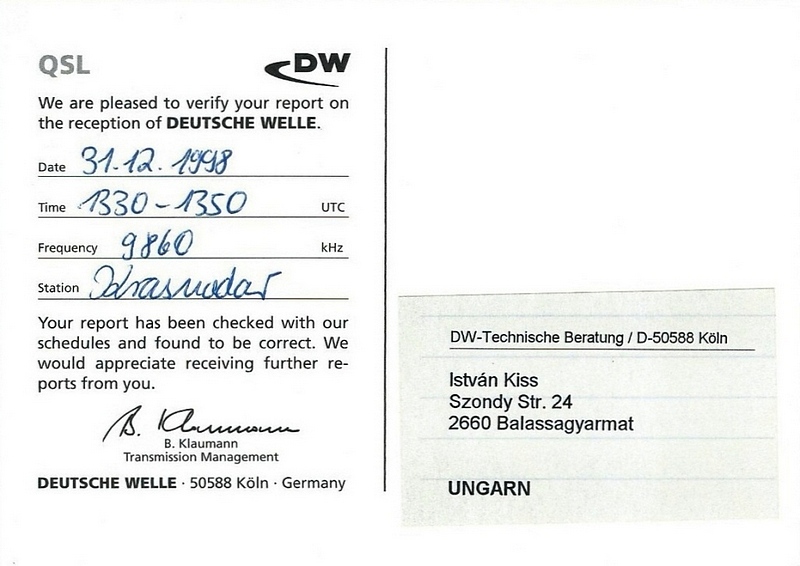 QSL
DW
We are pleased to verify your report on
the reception of DEUTSCHE WELLE.
Date 31.12.1998
Time 1330-1350 UTC
Frequency 9860 kHz
Station Krasnodar
Your report has been checked with our
schedules and found to be correct. We
would appreciate receiving further re-
ports from you.
B. Klaumann
B. Klaumann
Transmission Management
DEUTSCHE WELLE · 50588 Köln · Germany
DW-Technische Beratung / D-50588 Köln
István Kiss
Szondy Str. 24
2660 Balassagyarmat
UNGARN